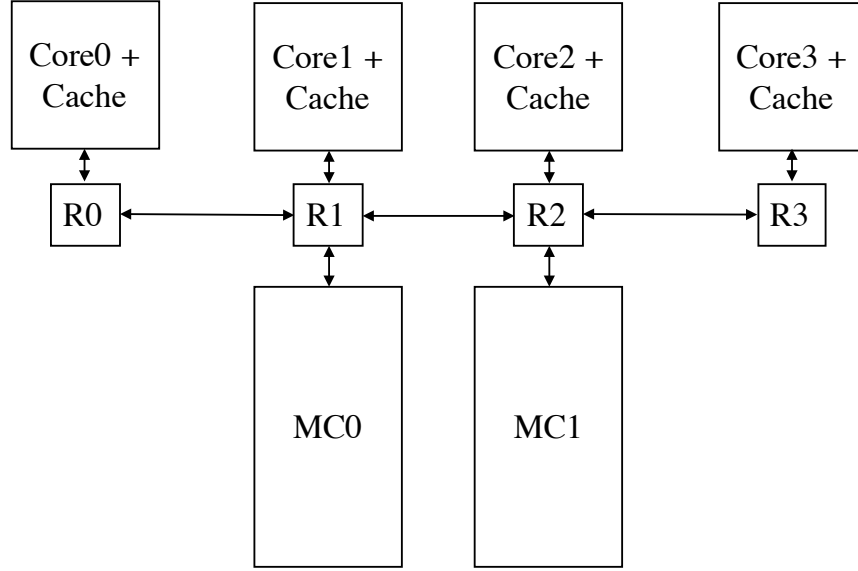 Core0 +
Cache
Core1 +
Cache
Core2 +
Cache
Core3 +
Cache
R0
R1
R2
R3
MC0
MC1